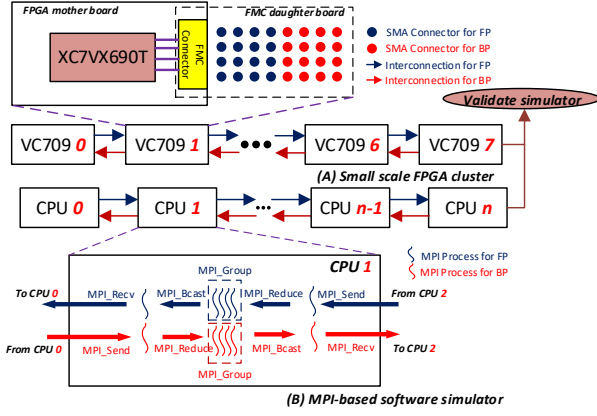 FPGA mother board
FMC daughter board
XC7VX690T
FMC
Connector
SMA Connector for FP
SMA Connector for BP
Interconnection for FP
Interconnection for BP
Validate simulator
VC709 0
VC709 1
VC709 6
VC709 7
(A) Small scale FPGA cluster
CPU 0
CPU 1
...
CPU n-1
CPU n
CPU 1
MPI Process for FP
MPI Process for BP
MPI_Group
To CPU 0
MPI_Recv
MPI_Bcast
MPI_Reduce
MPI_Send
From CPU 2
From CPU 0
MPI_Send
MPI_Reduce
MPI_Bcast
MPI_Recv
To CPU 2
MPI_Group
(B) MPI-based software simulator